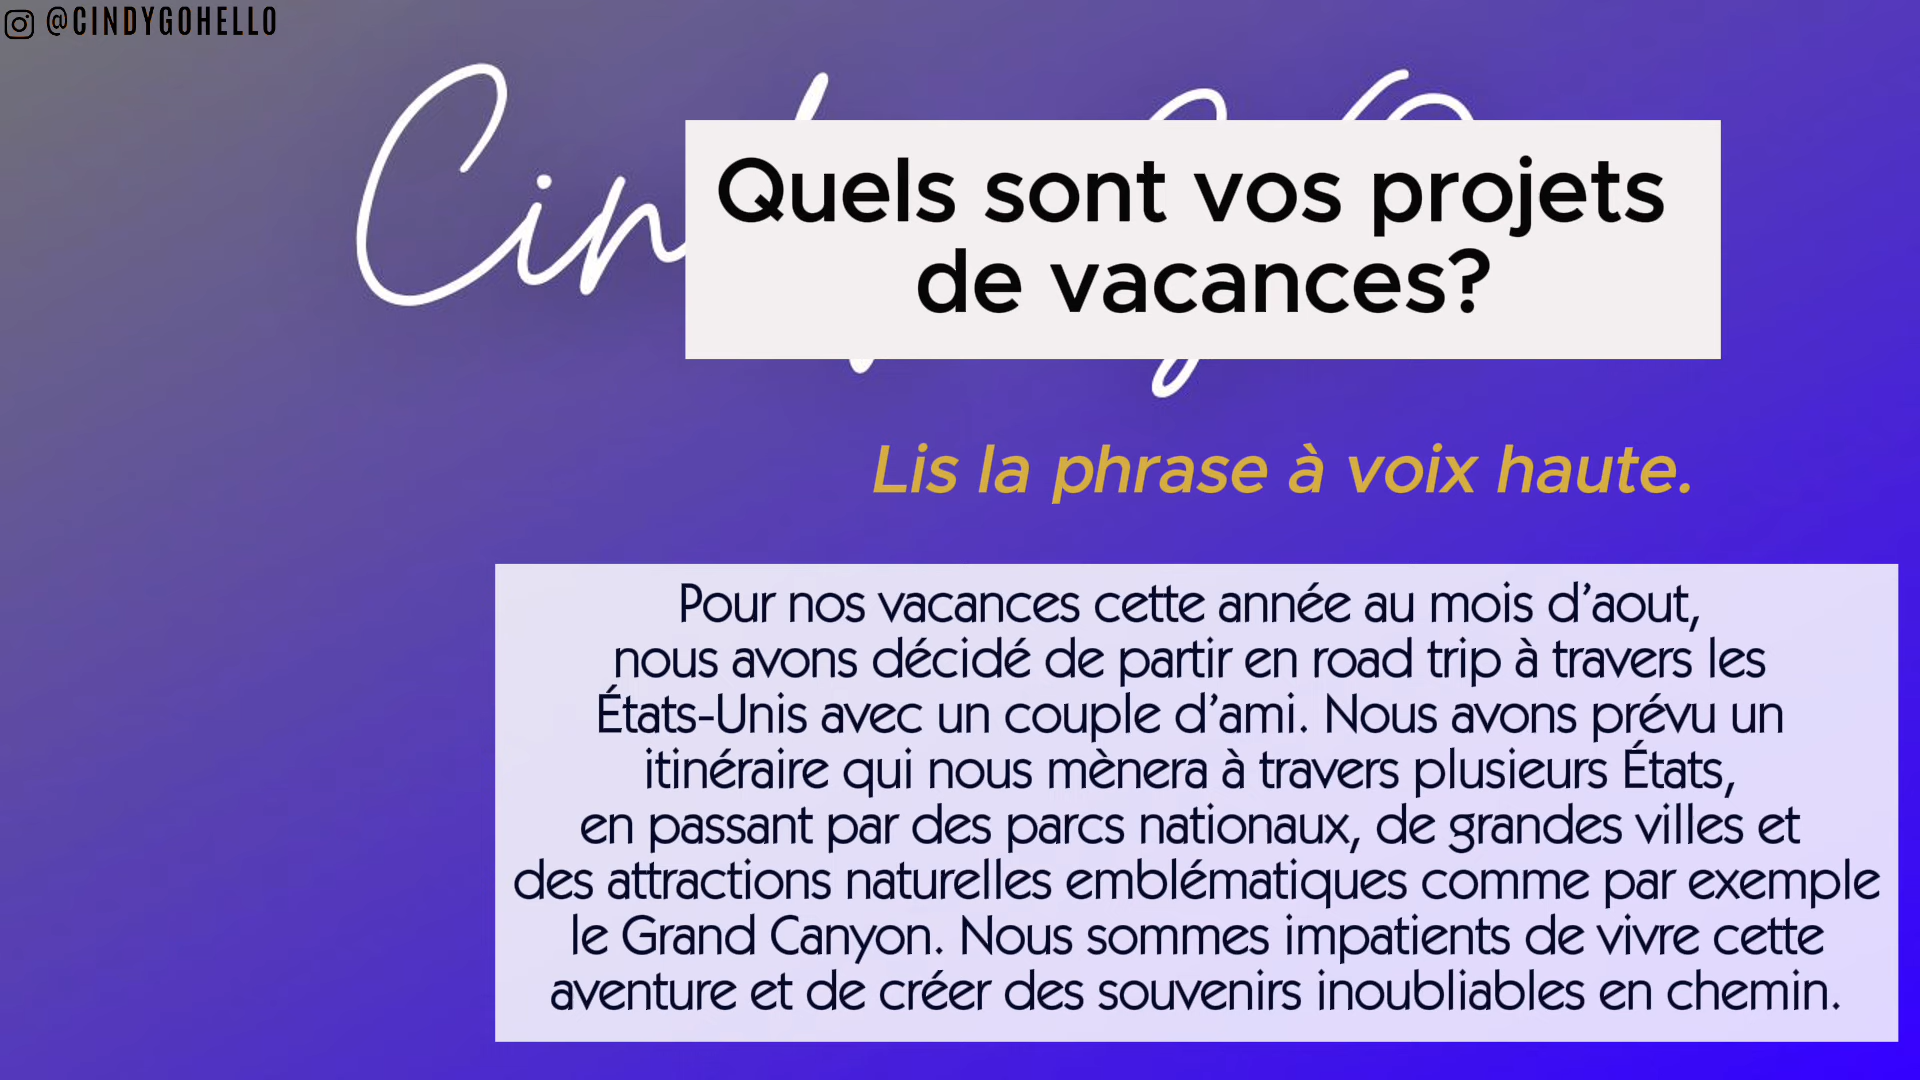 @CINDYGOHELLO
Quels sont vos projets
de vacances?
Lis la phrase à voix haute.
Pour nos vacances cette année au mois d’aout,
nous avons décidé de partir en road trip à travers les
États-Unis avec un couple d’ami. Nous avons prévu un
itinéraire qui nous mènera à travers plusieurs États,
en passant par des parcs nationaux, de grandes villes et
des attractions naturelles emblématiques comme par exemple
le Grand Canyon. Nous sommes impatients de vivre cette
aventure et de créer des souvenirs inoubliables en chemin.